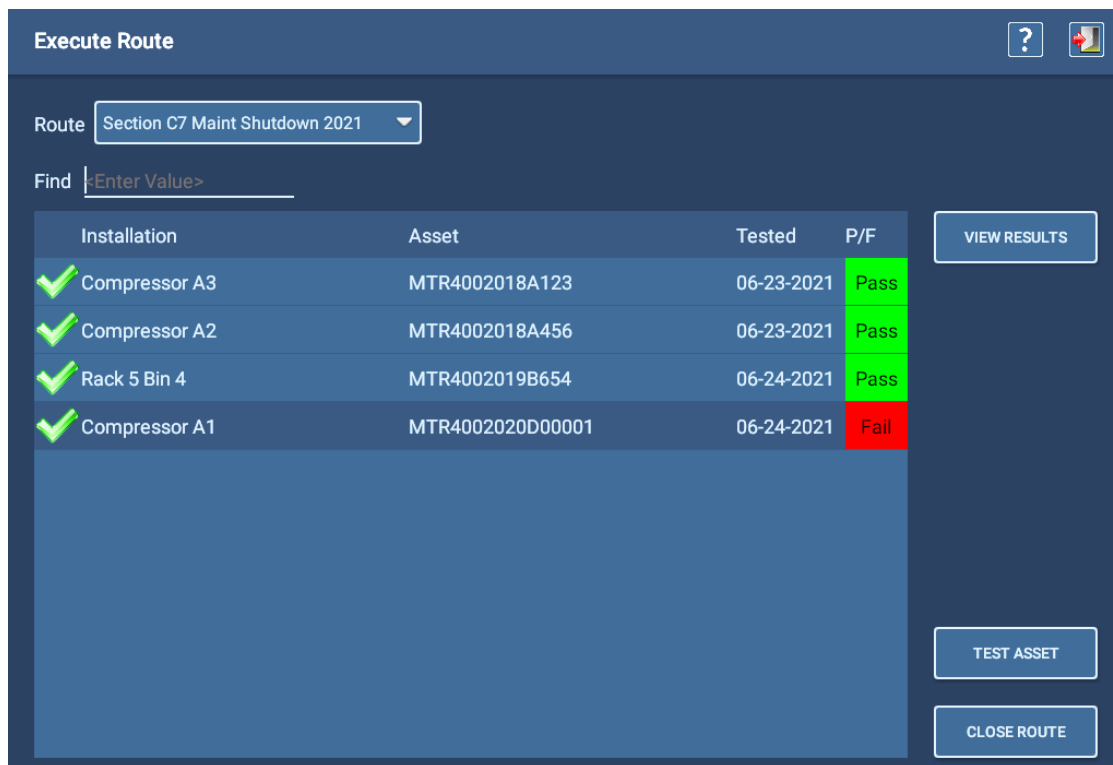 Execute Route
?
Route Section C7 Maint Shutdown 2021
Find <Enter Value>
Installation Asset Tested P/F
VIEW RESULTS
Compressor A3 MTR4002018A123 06-23-2021 Pass
Compressor A2 MTR4002018A456 06-23-2021 Pass
Rack 5 Bin 4 MTR4002019B654 06-24-2021 Pass
Compressor A1 MTR4002020D00001 06-24-2021 Fail
TEST ASSET
CLOSE ROUTE